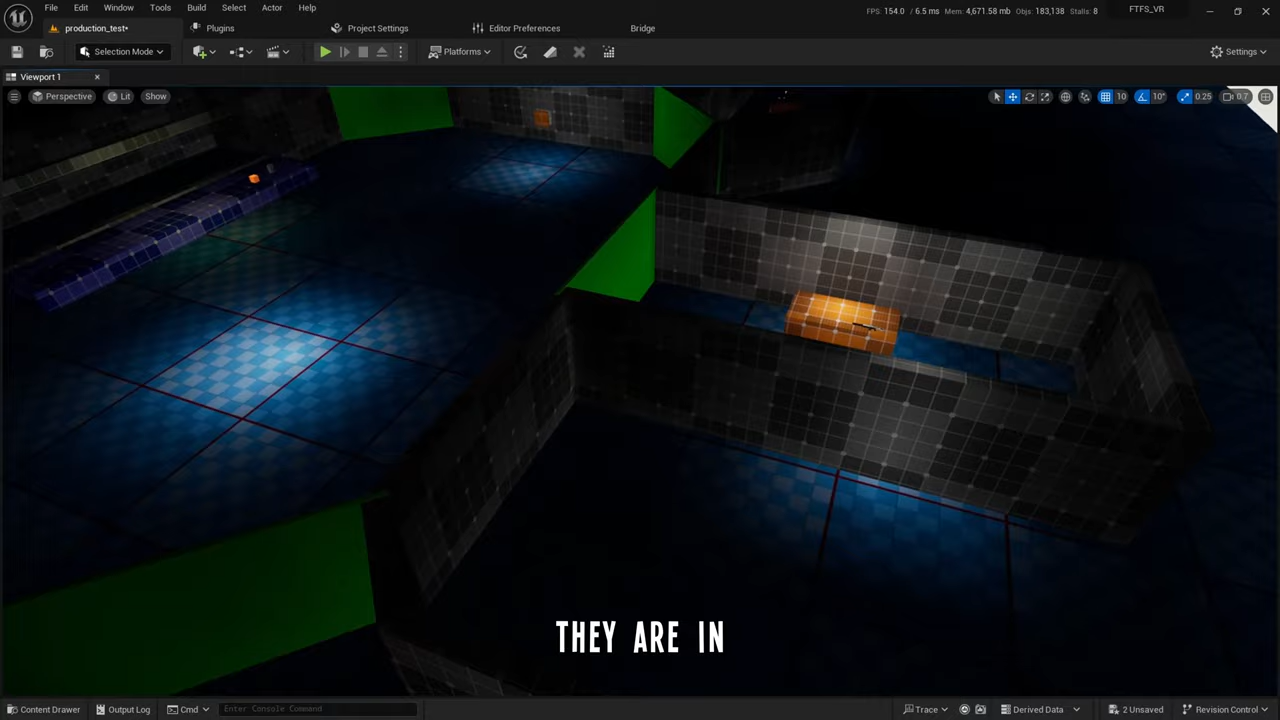 File Edit Window Tools Build Select Actor Help
FPS: 154.0 / 6.5 ms Mem: 4,671.58 mb Objs: 183,138 Stalls: 8
FTFS_VR
production_test*
Plugins
Project Settings
Editor Preferences
Bridge
Selection Mode
Platforms
Settings
Viewport 1
Perspective
Lit
Show
10
10°
0.25
0.7
THEY ARE IN
Content Drawer
Output Log
Cmd
Enter Console Command
Trace
Derived Data
2 Unsaved
Revision Control